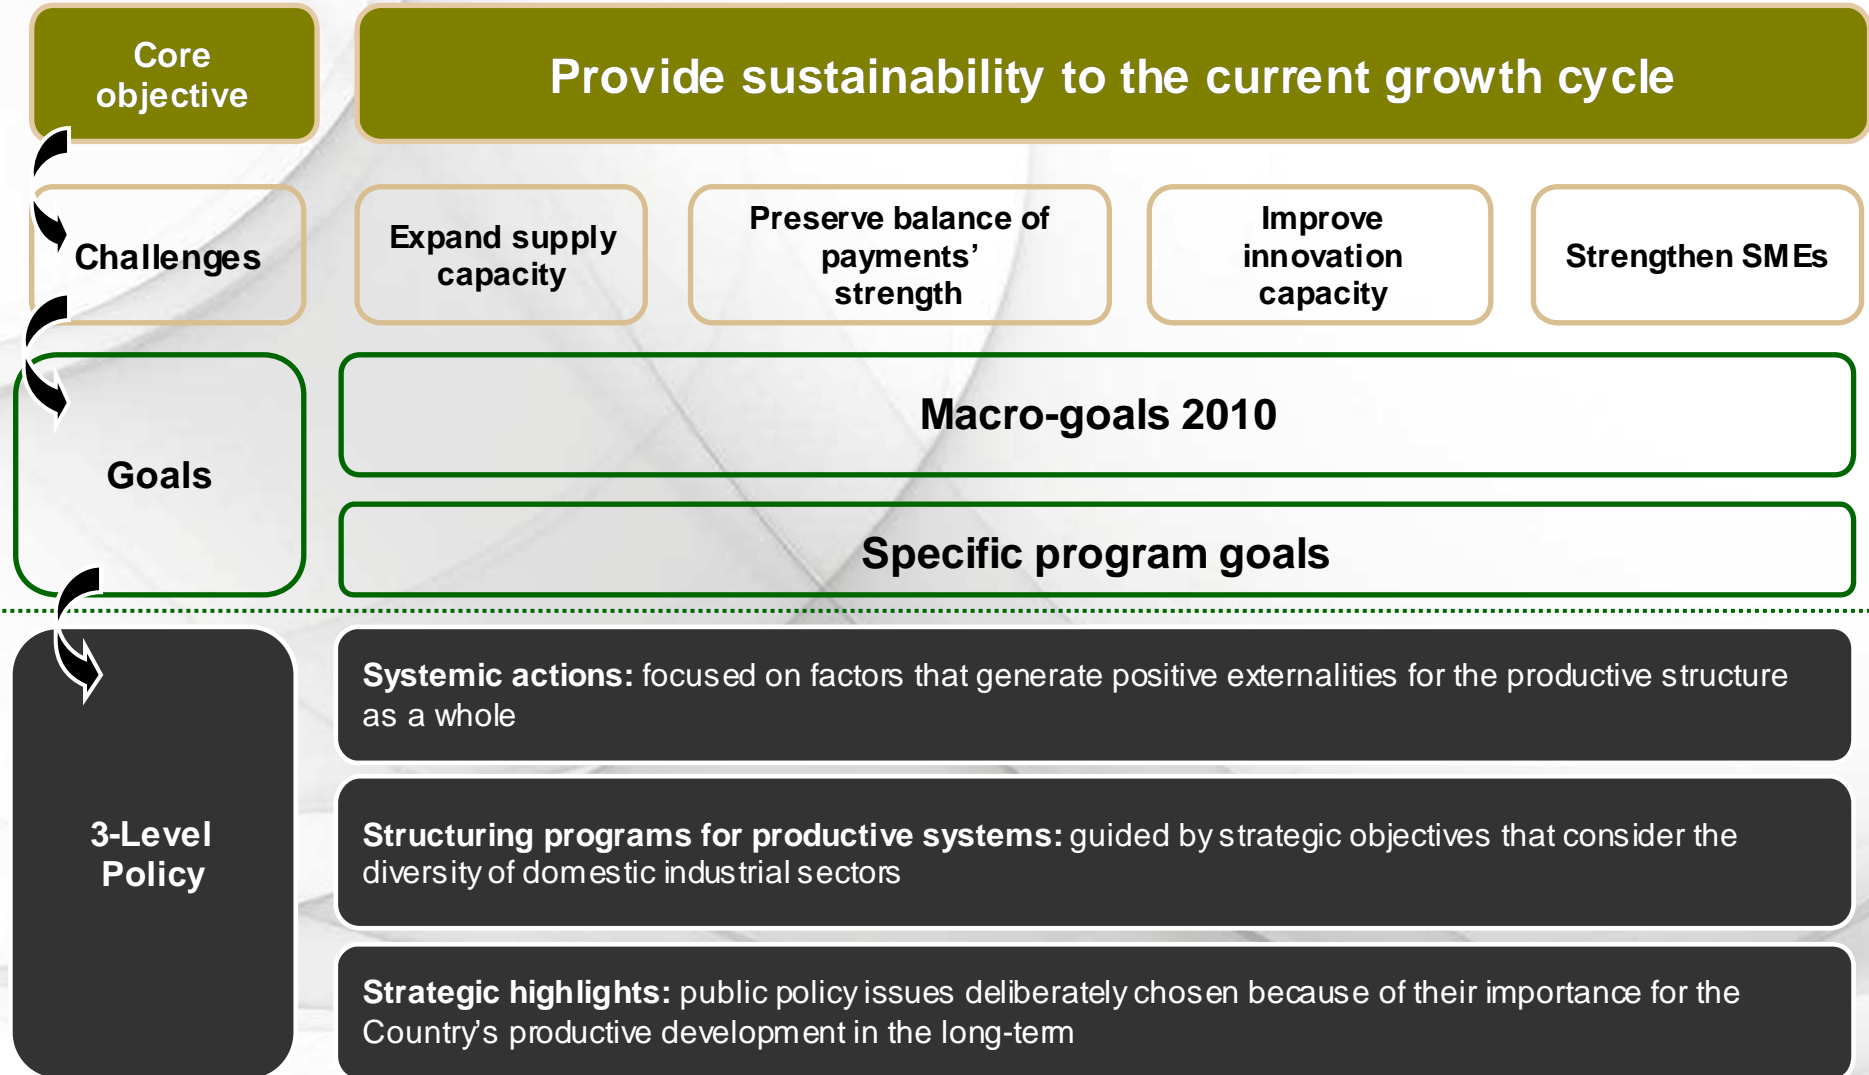 Core
objective
Provide sustainability to the current growth cycle
Challenges
Expand supply
capacity
Preserve balance of
payments’
strength
Improve
innovation
capacity
Strengthen SMEs
Goals
Macro-goals 2010
Specific program goals
3-Level
Policy
Systemic actions: focused on factors that generate positive externalities for the productive structure
as a whole
Structuring programs for productive systems: guided by strategic objectives that consider the
diversity of domestic industrial sectors
Strategic highlights: public policy issues deliberately chosen because of their importance for the
Country’s productive development in the long-term